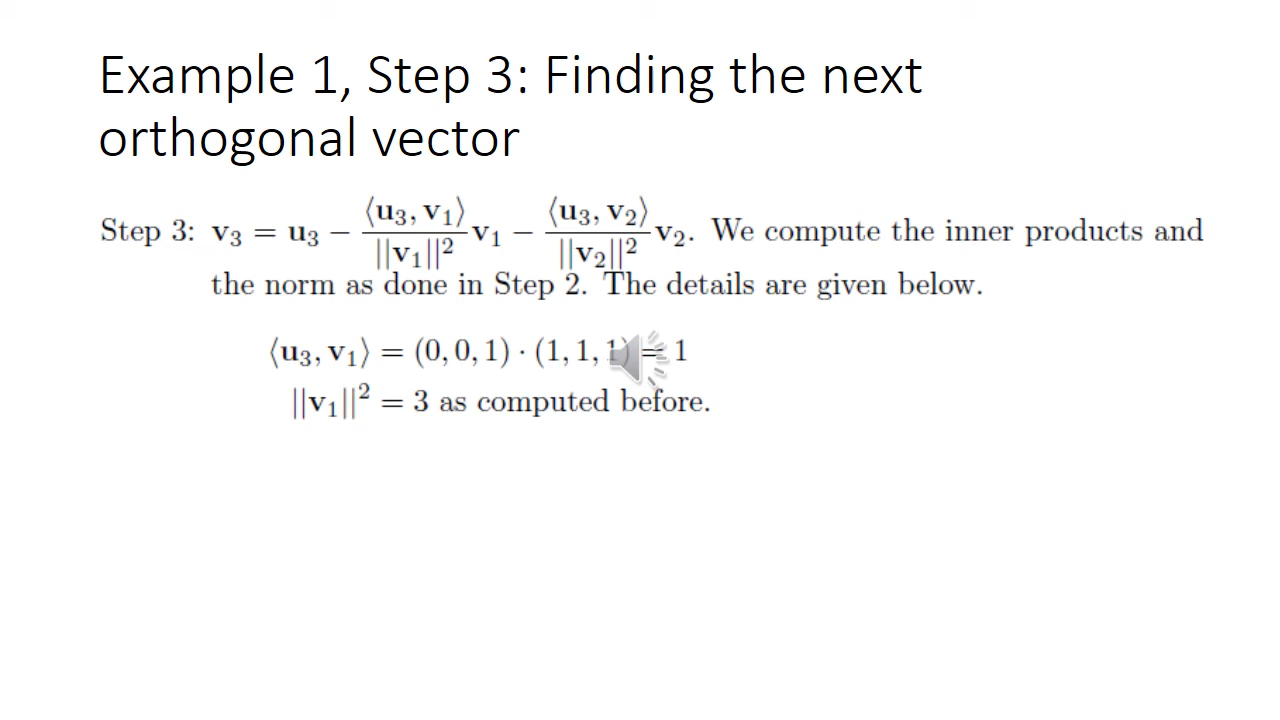 Example 1, Step 3: Finding the next
orthogonal vector
Step 3: v₃ = u₃ − ⟨u₃, v₁⟩/||v₁||² v₁ − ⟨u₃, v₂⟩/||v₂||² v₂. We compute the inner products and
the norm as done in Step 2. The details are given below.
⟨u₃, v₁⟩ = (0, 0, 1) · (1, 1, 1) = 1
||v₁||² = 3 as computed before.